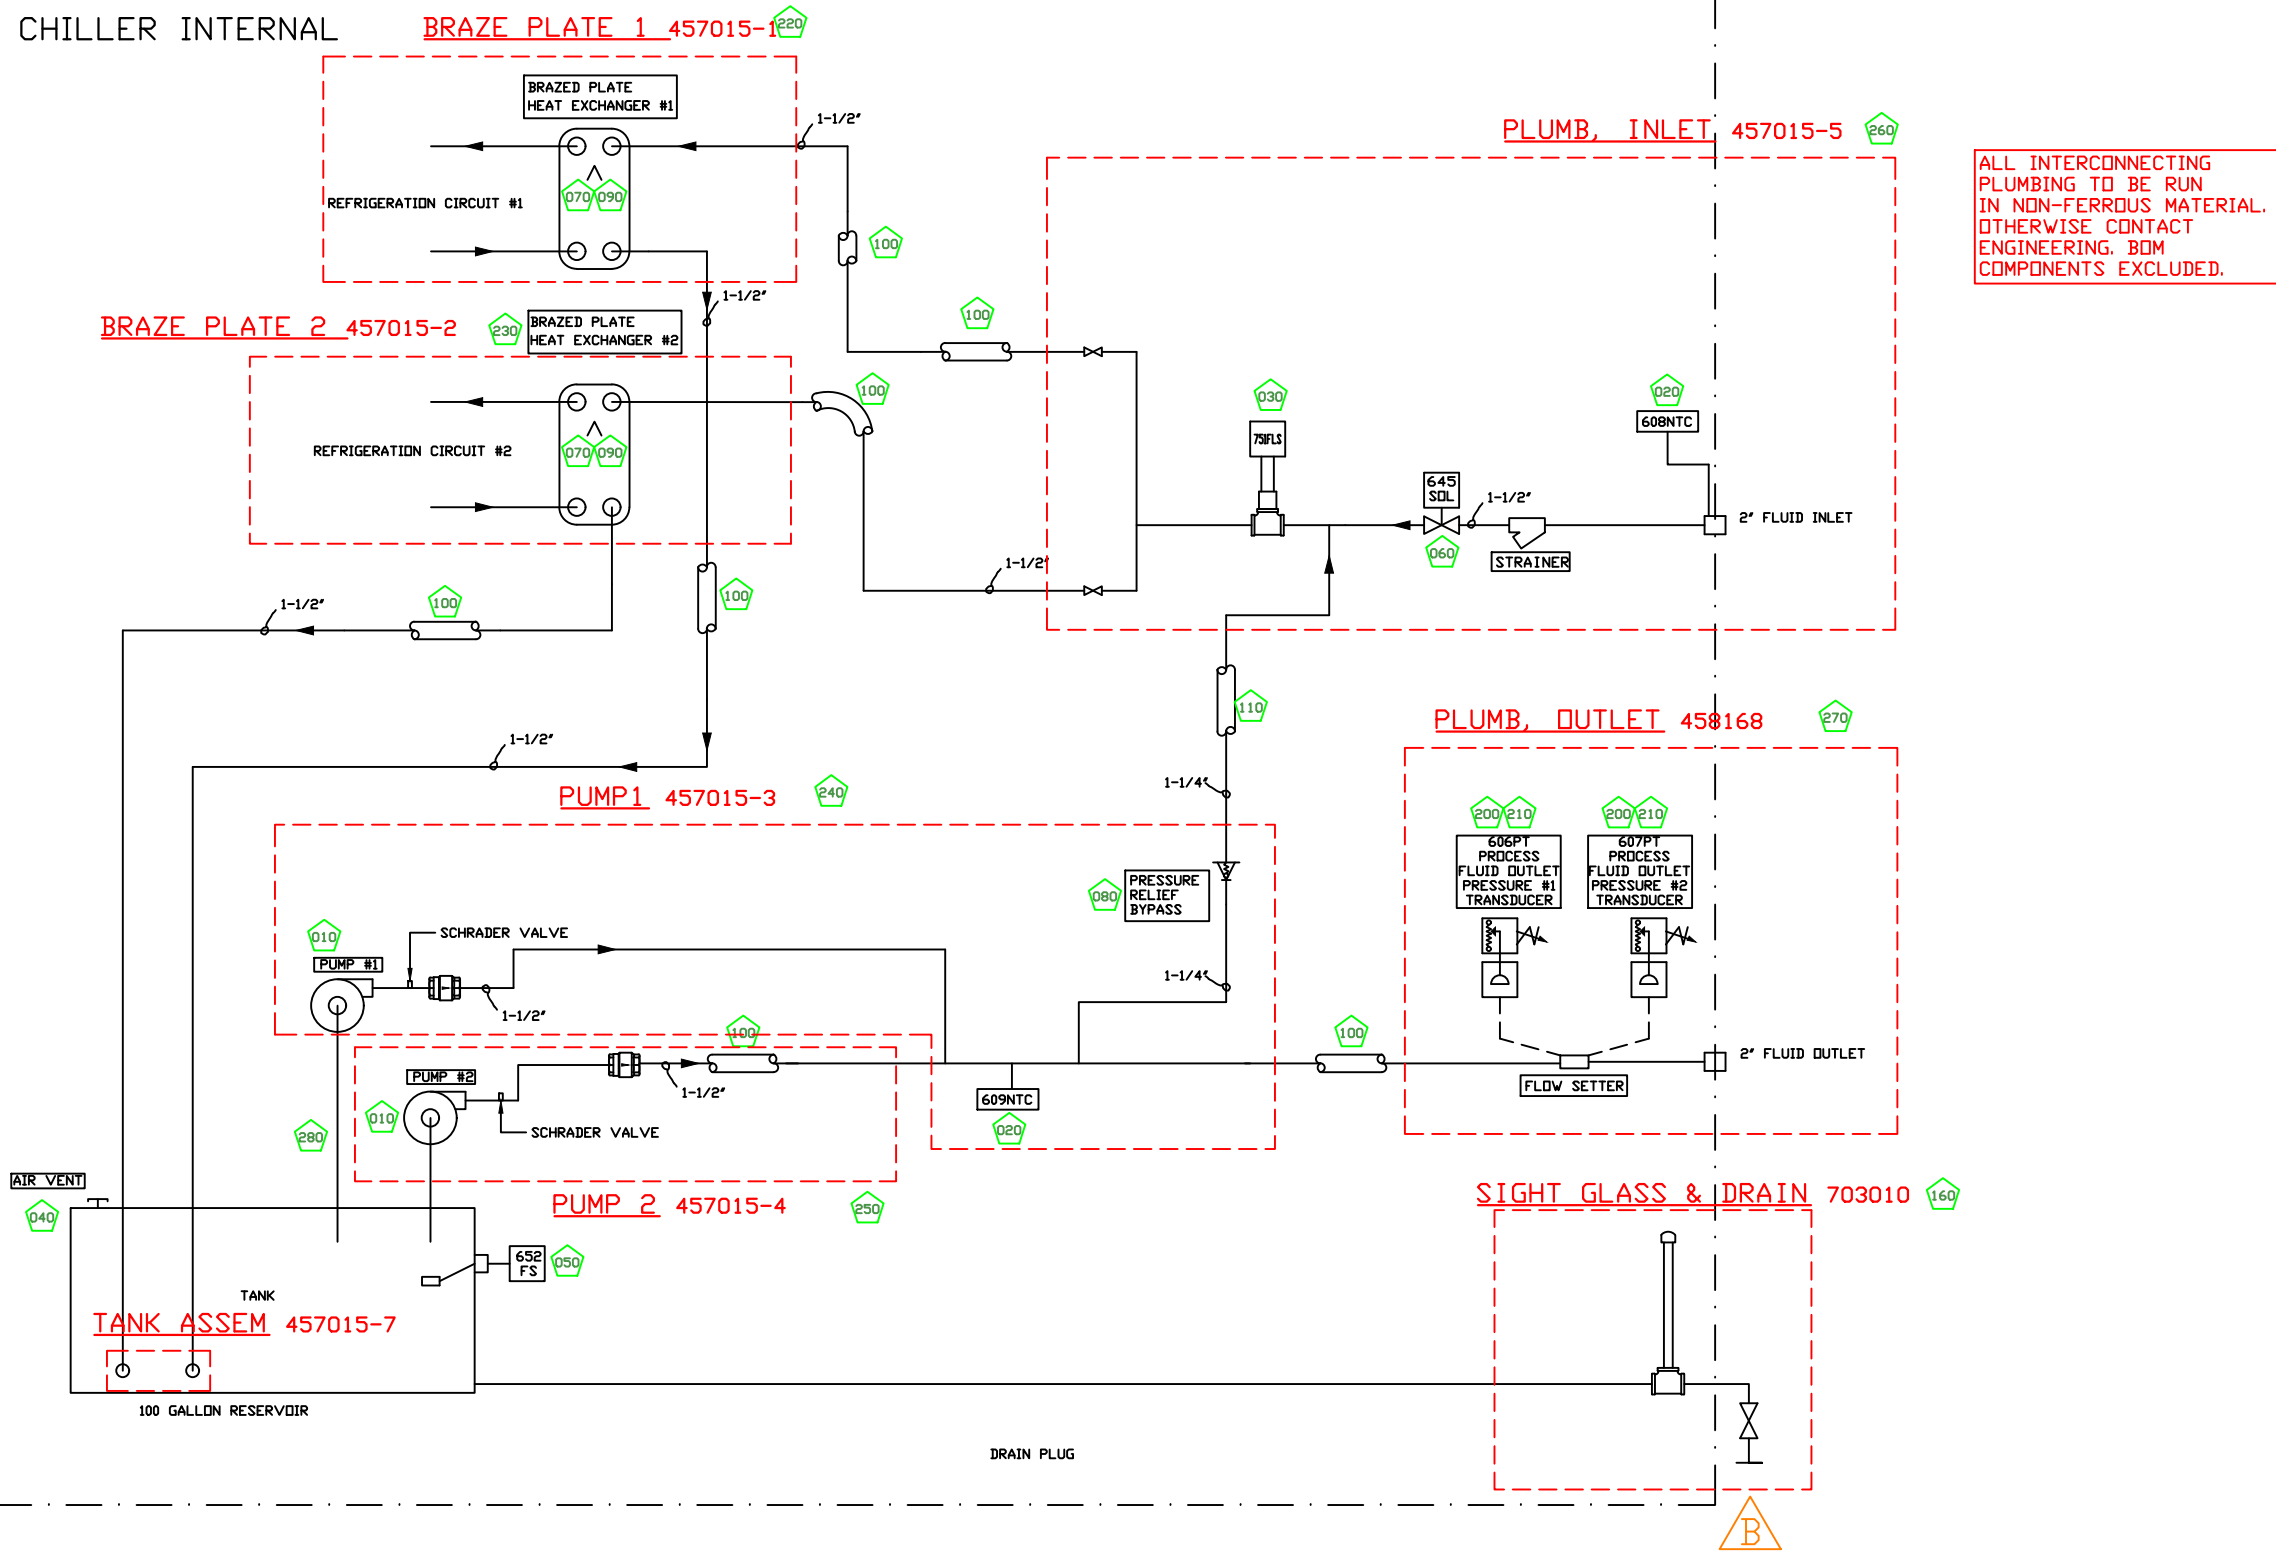 CHILLER INTERNAL
BRAZE PLATE 1 457015-1
220
BRAZED PLATE
HEAT EXCHANGER #1
1-1/2"
PLUMB, INLET 457015-5
260
ALL INTERCONNECTING
PLUMBING TO BE RUN
IN NON-FERROUS MATERIAL.
OTHERWISE CONTACT
ENGINEERING. BOM
COMPONENTS EXCLUDED.
070
090
REFRIGERATION CIRCUIT #1
100
1-1/2"
BRAZE PLATE 2 457015-2
230
BRAZED PLATE
HEAT EXCHANGER #2
100
100
030
020
751FLS
608NTC
REFRIGERATION CIRCUIT #2
070
090
645
SOL
1-1/2"
2" FLUID INLET
060
STRAINER
1-1/2"
1-1/2"
100
100
110
PLUMB, OUTLET 458168
270
1-1/2"
1-1/4"
PUMP1 457015-3
240
200
210
200
210
606PT
PROCESS
FLUID OUTLET
PRESSURE #1
TRANSDUCER
607PT
PROCESS
FLUID OUTLET
PRESSURE #2
TRANSDUCER
080
PRESSURE
RELIEF
BYPASS
010
SCHRADER VALVE
PUMP #1
1-1/4"
1-1/2"
100
100
2" FLUID OUTLET
PUMP #2
1-1/2"
609NTC
FLOW SETTER
010
020
280
SCHRADER VALVE
AIR VENT
040
PUMP 2 457015-4
250
SIGHT GLASS & DRAIN 703010
160
652
FS
050
TANK
TANK ASSEM 457015-7
100 GALLON RESERVOIR
DRAIN PLUG
B